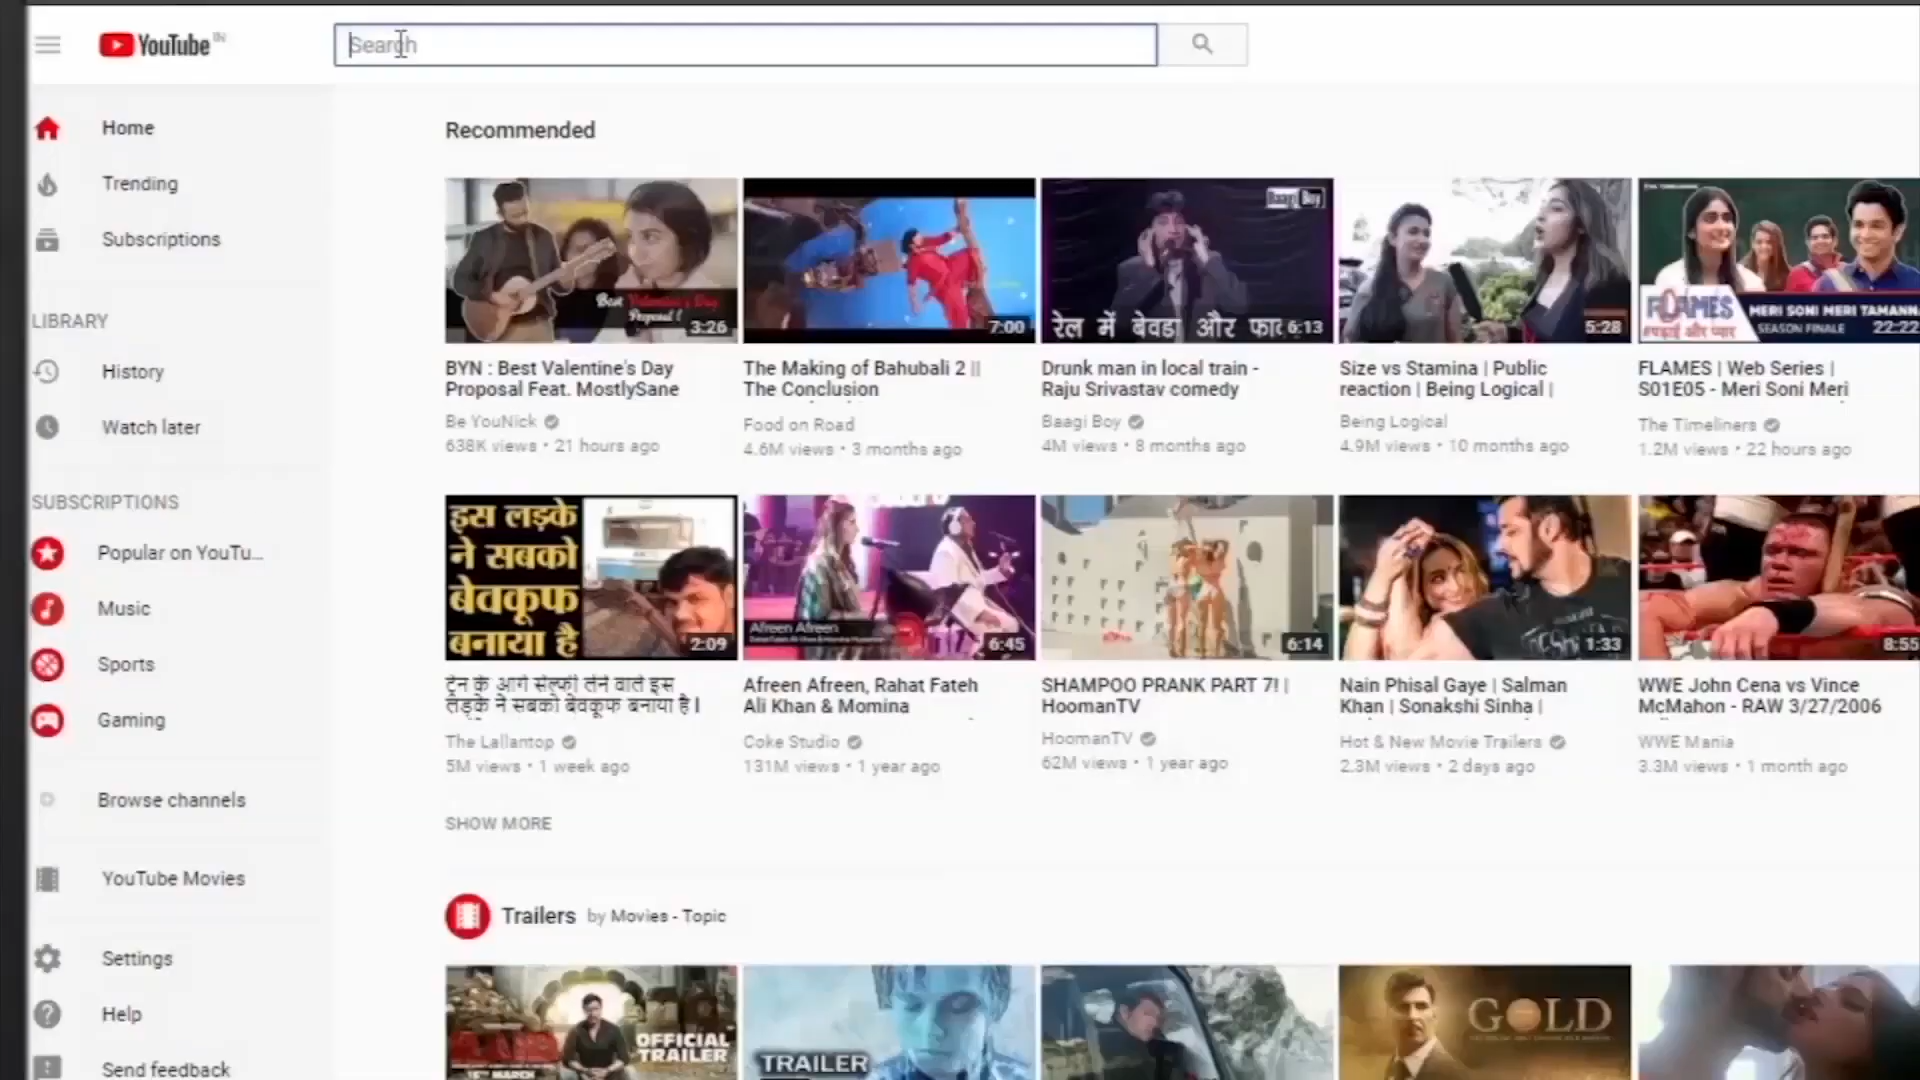 YouTube IN
Search
Home
Trending
Subscriptions
LIBRARY
History
Watch later
SUBSCRIPTIONS
Popular on YouTu...
Music
Sports
Gaming
Browse channels
YouTube Movies
Settings
Help
Send feedback
Recommended
Best Valentine's Day
Proposal !
3:26
7:00
Baagi Boy
रेल में बेवडा और
6:13
5:28
FLAMES
MERI SONI MERI TAMANN
SEASON FINALE
22:22
BYN : Best Valentine's Day
Proposal Feat. MostlySane
Be YouNick
638K views • 21 hours ago
The Making of Bahubali 2 ||
The Conclusion
Food on Road
4.6M views • 3 months ago
Drunk man in local train -
Raju Srivastav comedy
Baagi Boy
4M views • 8 months ago
Size vs Stamina | Public
reaction | Being Logical |
Being Logical
4.9M views • 10 months ago
FLAMES | Web Series |
S01E05 - Meri Soni Meri
The Timeliners
1.2M views • 22 hours ago
इस लड़के
ने सबको
बेवकूफ
बनाया है
2:09
Afreen Afreen
6:45
6:14
1:33
8:55
ट्रेन के आगे सेल्फी लेने वाले इस
लड़के ने सबको बेवकूफ बनाया है I
The Lallantop
5M views • 1 week ago
Afreen Afreen, Rahat Fateh
Ali Khan & Momina
Coke Studio
131M views • 1 year ago
SHAMPOO PRANK PART 7! |
HoomanTV
HoomanTV
62M views • 1 year ago
Nain Phisal Gaye | Salman
Khan | Sonakshi Sinha |
Hot & New Movie Trailers
2.3M views • 2 days ago
WWE John Cena vs Vince
McMahon - RAW 3/27/2006
WWE Mania
3.3M views • 1 month ago
SHOW MORE
Trailers by Movies - Topic
RAID
OFFICIAL
TRAILER
16TH MARCH
TRAILER
GOLD